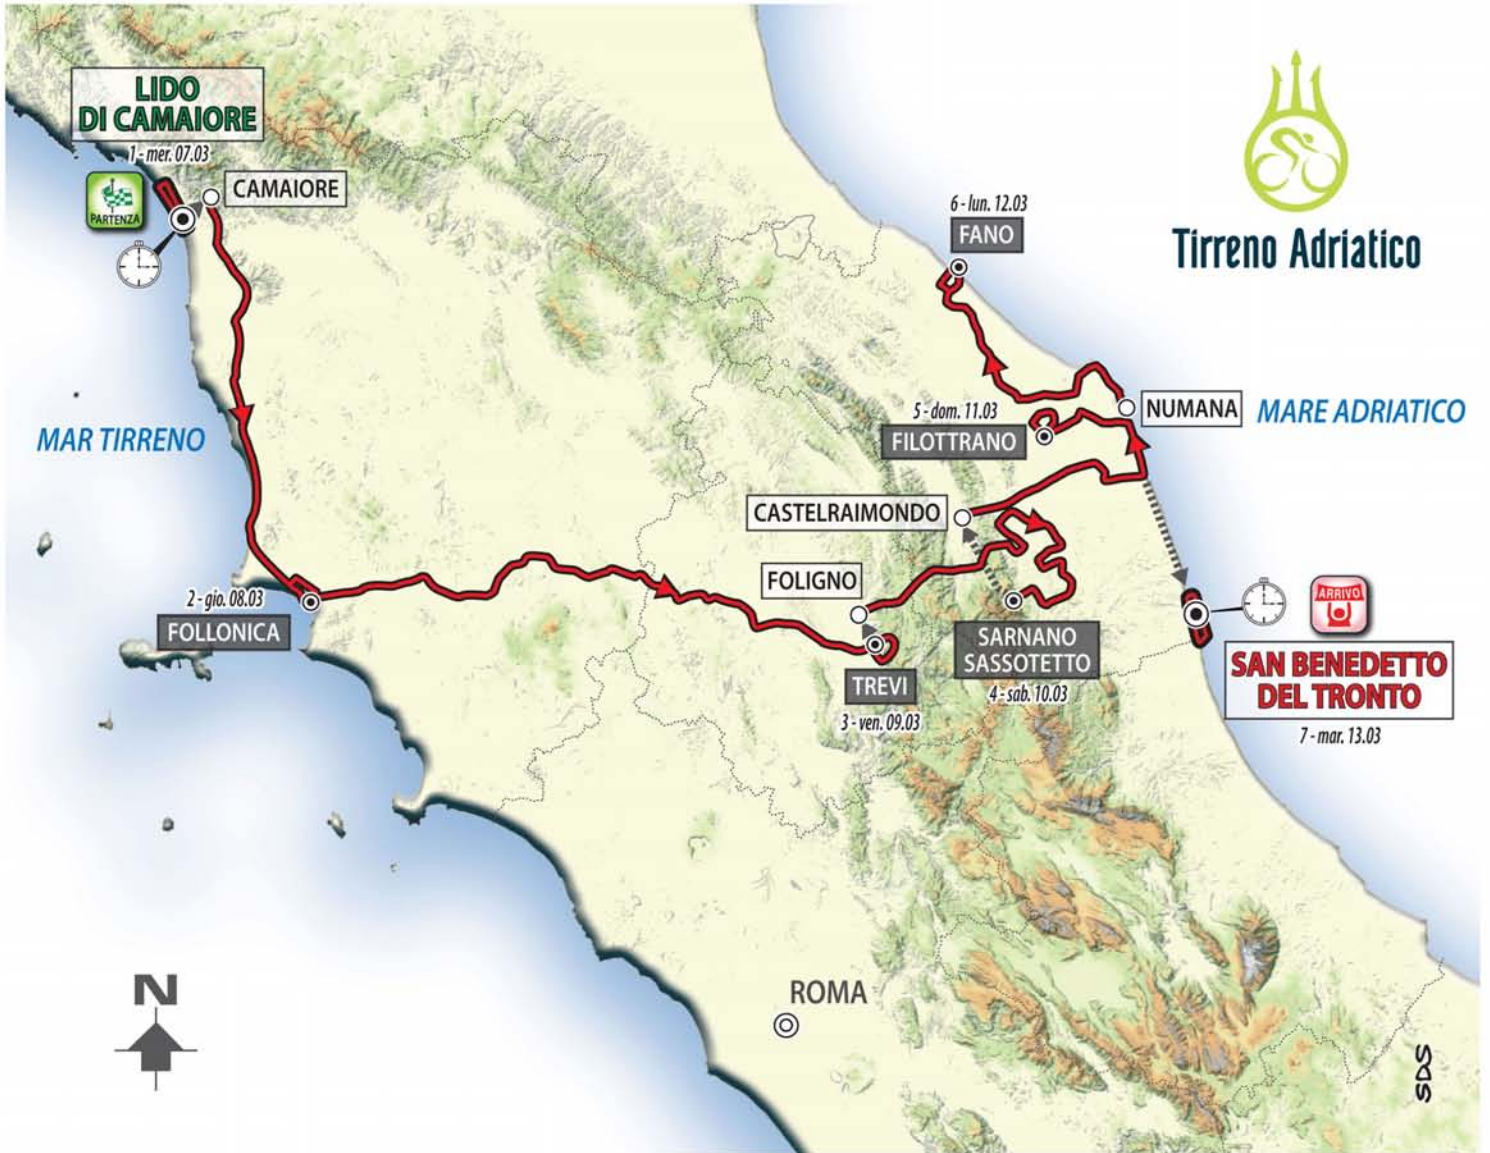 LIDO
DI CAMAIORE
1 - mer. 07.03
PARTENZA
CAMAIORE
6 - lun. 12.03
FANO
Tirreno Adriatico
MAR TIRRENO
5 - dom. 11.03
FILOTTRANO
NUMANA
MARE ADRIATICO
CASTELRAIMONDO
FOLIGNO
2 - gio. 08.03
FOLLONICA
TREVI
3 - ven. 09.03
SARNANO
SASSOTETTO
4 - sab. 10.03
ARRIVO
SAN BENEDETTO
DEL TRONTO
7 - mar. 13.03
ROMA
N
SDS